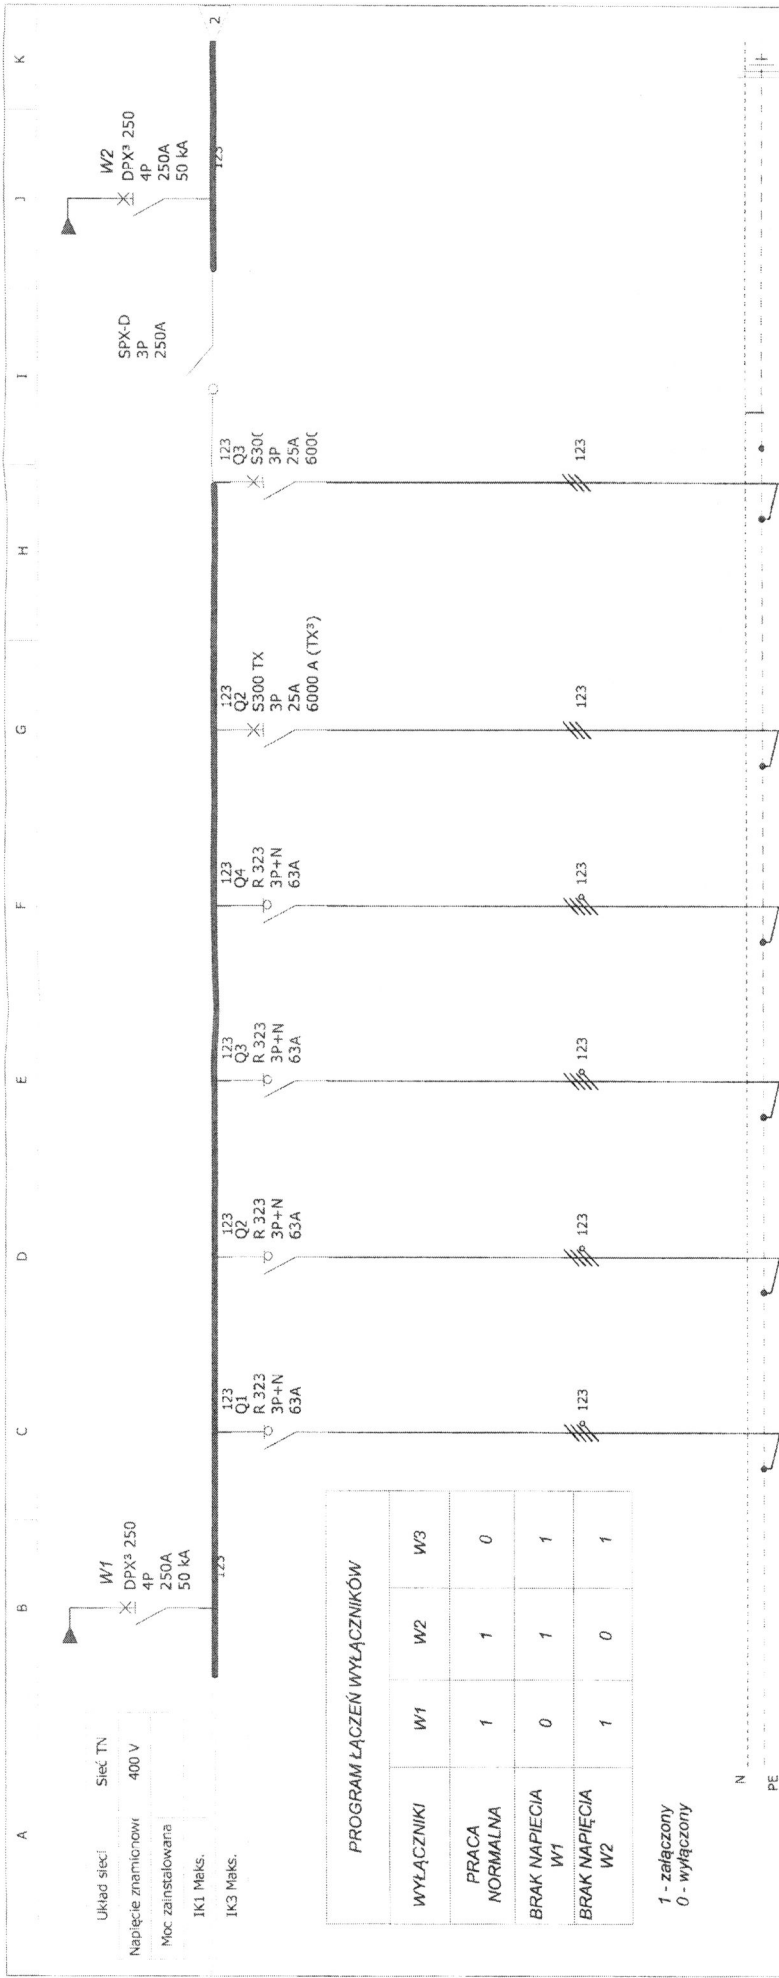 A B C D E F G H I J K
Układ sieci Sieć TN
Napięcie znamionowe 400 V
Moc zainstalowana
IK1 Maks.
IK3 Maks.
W1
DPX³ 250
4P
250A
50 kA
123
123
Q1
R 323
3P+N
63A
123
123
Q2
R 323
3P+N
63A
123
123
Q3
R 323
3P+N
63A
123
123
Q4
R 323
3P+N
63A
123
123
Q2
S300 TX
3P
25A
6000 A (TX³)
123
123
Q3
S300
3P
25A
6000
123
SPX-D
3P
250A
W2
DPX³ 250
4P
250A
50 kA
123
2
PROGRAM ŁĄCZEŃ WYŁĄCZNIKÓW
WYŁĄCZNIKI W1 W2 W3
PRACA
NORMALNA 1 1 0
BRAK NAPIECIA
W1 0 1 1
BRAK NAPIĘCIA
W2 1 0 1
1 - załączony
0 - wyłączony
N
PE